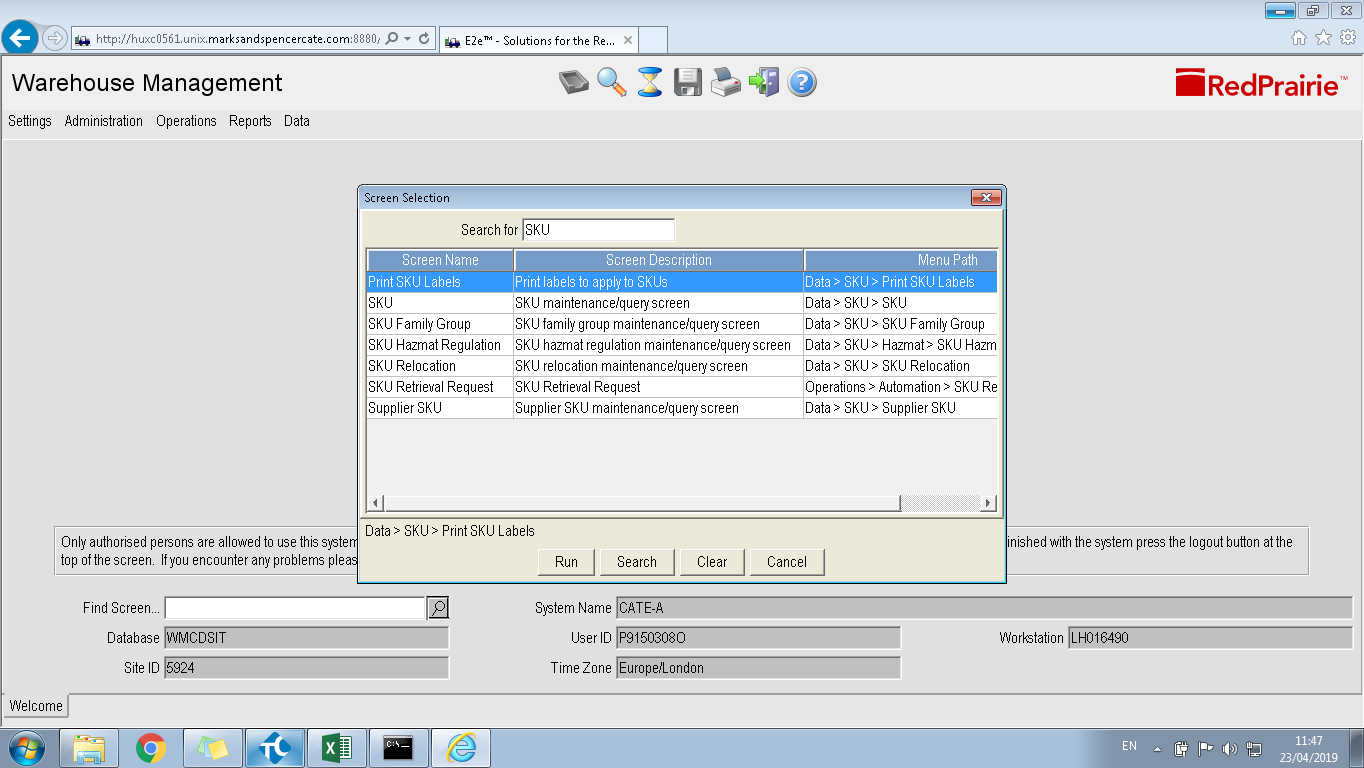 http://huxc0561.unix.marksandspencercate.com:8880/
E2e™ - Solutions for the Re...
Warehouse Management
RedPrairie™
Settings Administration Operations Reports Data
Screen Selection
Search for SKU
Screen Name Screen Description Menu Path
Print SKU Labels Print labels to apply to SKUs Data > SKU > Print SKU Labels
SKU SKU maintenance/query screen Data > SKU > SKU
SKU Family Group SKU family group maintenance/query screen Data > SKU > SKU Family Group
SKU Hazmat Regulation SKU hazmat regulation maintenance/query screen Data > SKU > Hazmat > SKU Hazm
SKU Relocation SKU relocation maintenance/query screen Data > SKU > SKU Relocation
SKU Retrieval Request SKU Retrieval Request Operations > Automation > SKU Re
Supplier SKU Supplier SKU maintenance/query screen Data > SKU > Supplier SKU
Data > SKU > Print SKU Labels
Run Search Clear Cancel
Only authorised persons are allowed to use this system inished with the system press the logout button at the
top of the screen. If you encounter any problems pleas
Find Screen... System Name CATE-A
Database WMCDSIT User ID P9150308O Workstation LH016490
Site ID 5924 Time Zone Europe/London
Welcome
C:\
EN 11:47
23/04/2019